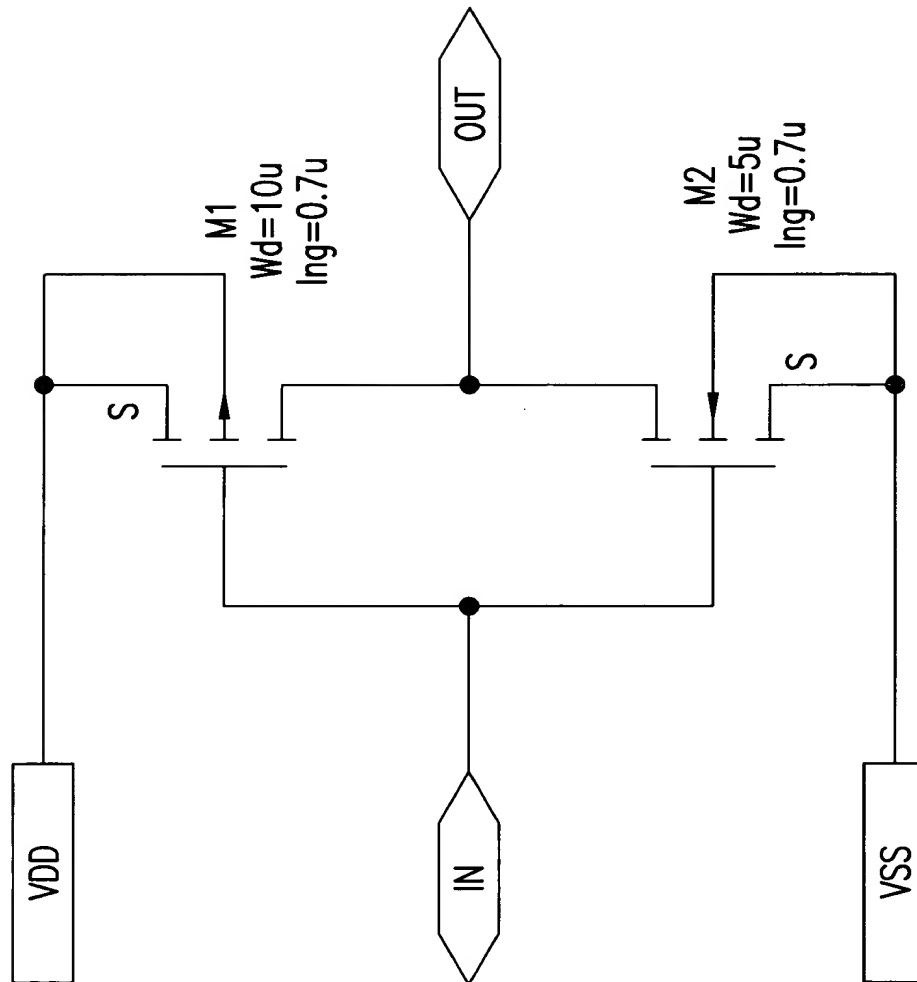 VDD
S
M1
Wd=10u
lng=0.7u
IN
OUT
M2
Wd=5u
lng=0.7u
S
VSS